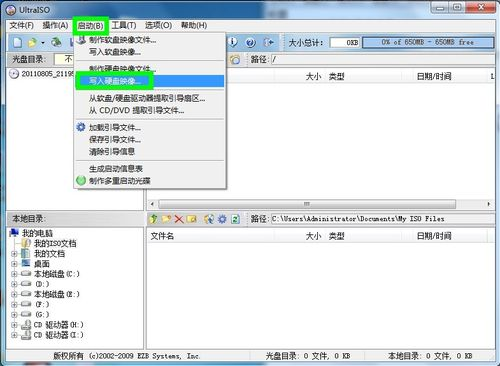 UltraISO
文件(F) 操作(A) 启动(B) 工具(T) 选项(O) 帮助(H)
制作软盘映像文件...
写入软盘映像...
制作硬盘映像文件...
写入硬盘映像...
从软盘/硬盘驱动器提取引导扇区...
从 CD/DVD 提取引导文件...
加载引导文件...
保存引导文件...
清除引导信息
生成启动信息表
制作多重启动光碟
大小总计: 0KB 0% of 650MB - 650MB free
光盘目录: 路径: /
20110805_2119
大小 类型 日期/时间 L
本地目录: 路径: C:\Users\Administrator\Documents\My ISO Files
我的电脑
我的ISO文档
我的文档
桌面
本地磁盘(C:)
(D:)
本地磁盘(E:)
(F:)
(G:)
CD 驱动器(H:)
CD 驱动器(I:)
文件名 大小 类型 日期/时间
版权所有 (c)2002-2009 EZB Systems, Inc. 光盘目录: 0 文件, 0 KB 本地目录: 0 文件, 0 KB